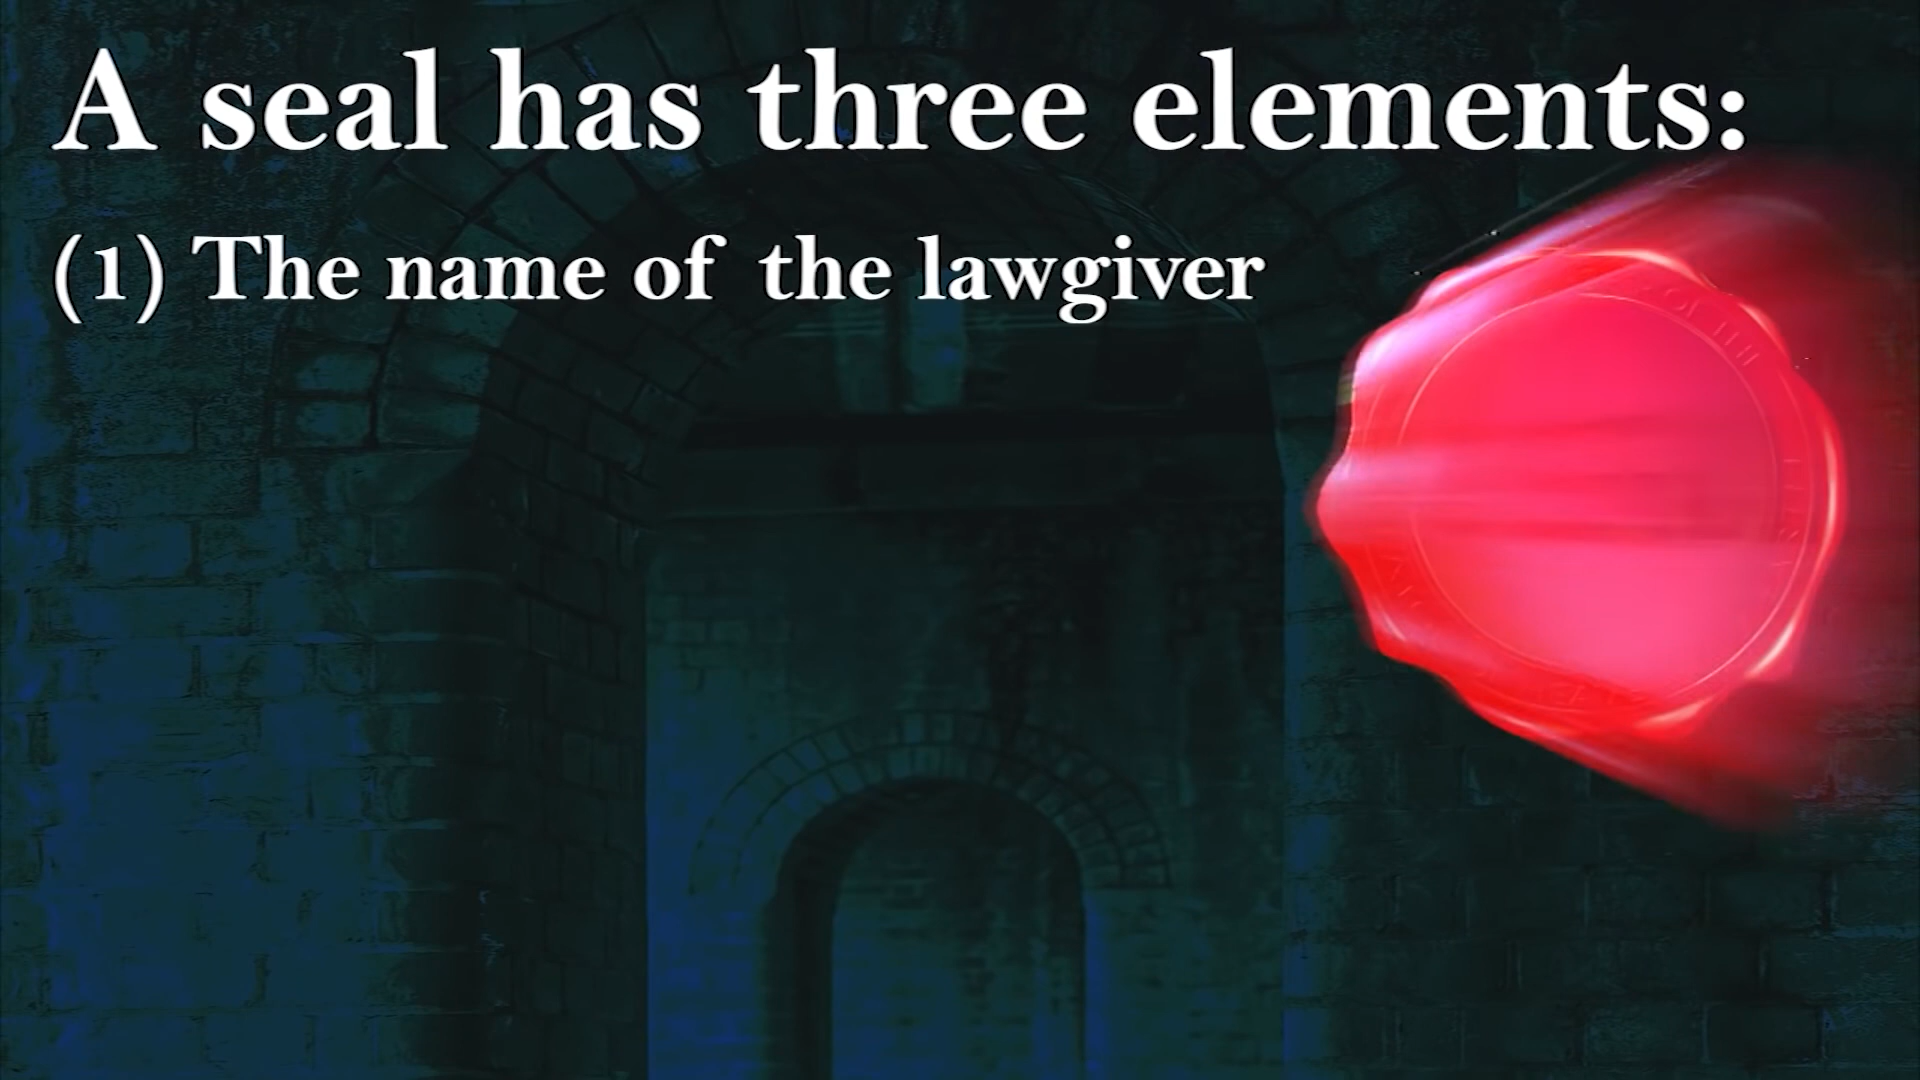 A seal has three elements:
(1) The name of the lawgiver